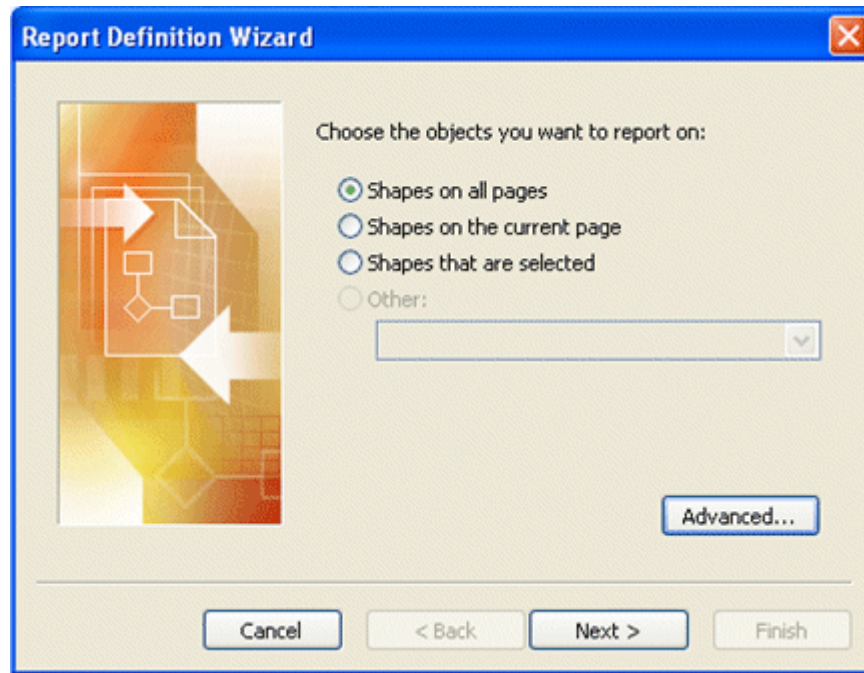 Report Definition Wizard
Choose the objects you want to report on:
Shapes on all pages
Shapes on the current page
Shapes that are selected
Other:
Advanced...
Cancel < Back Next > Finish